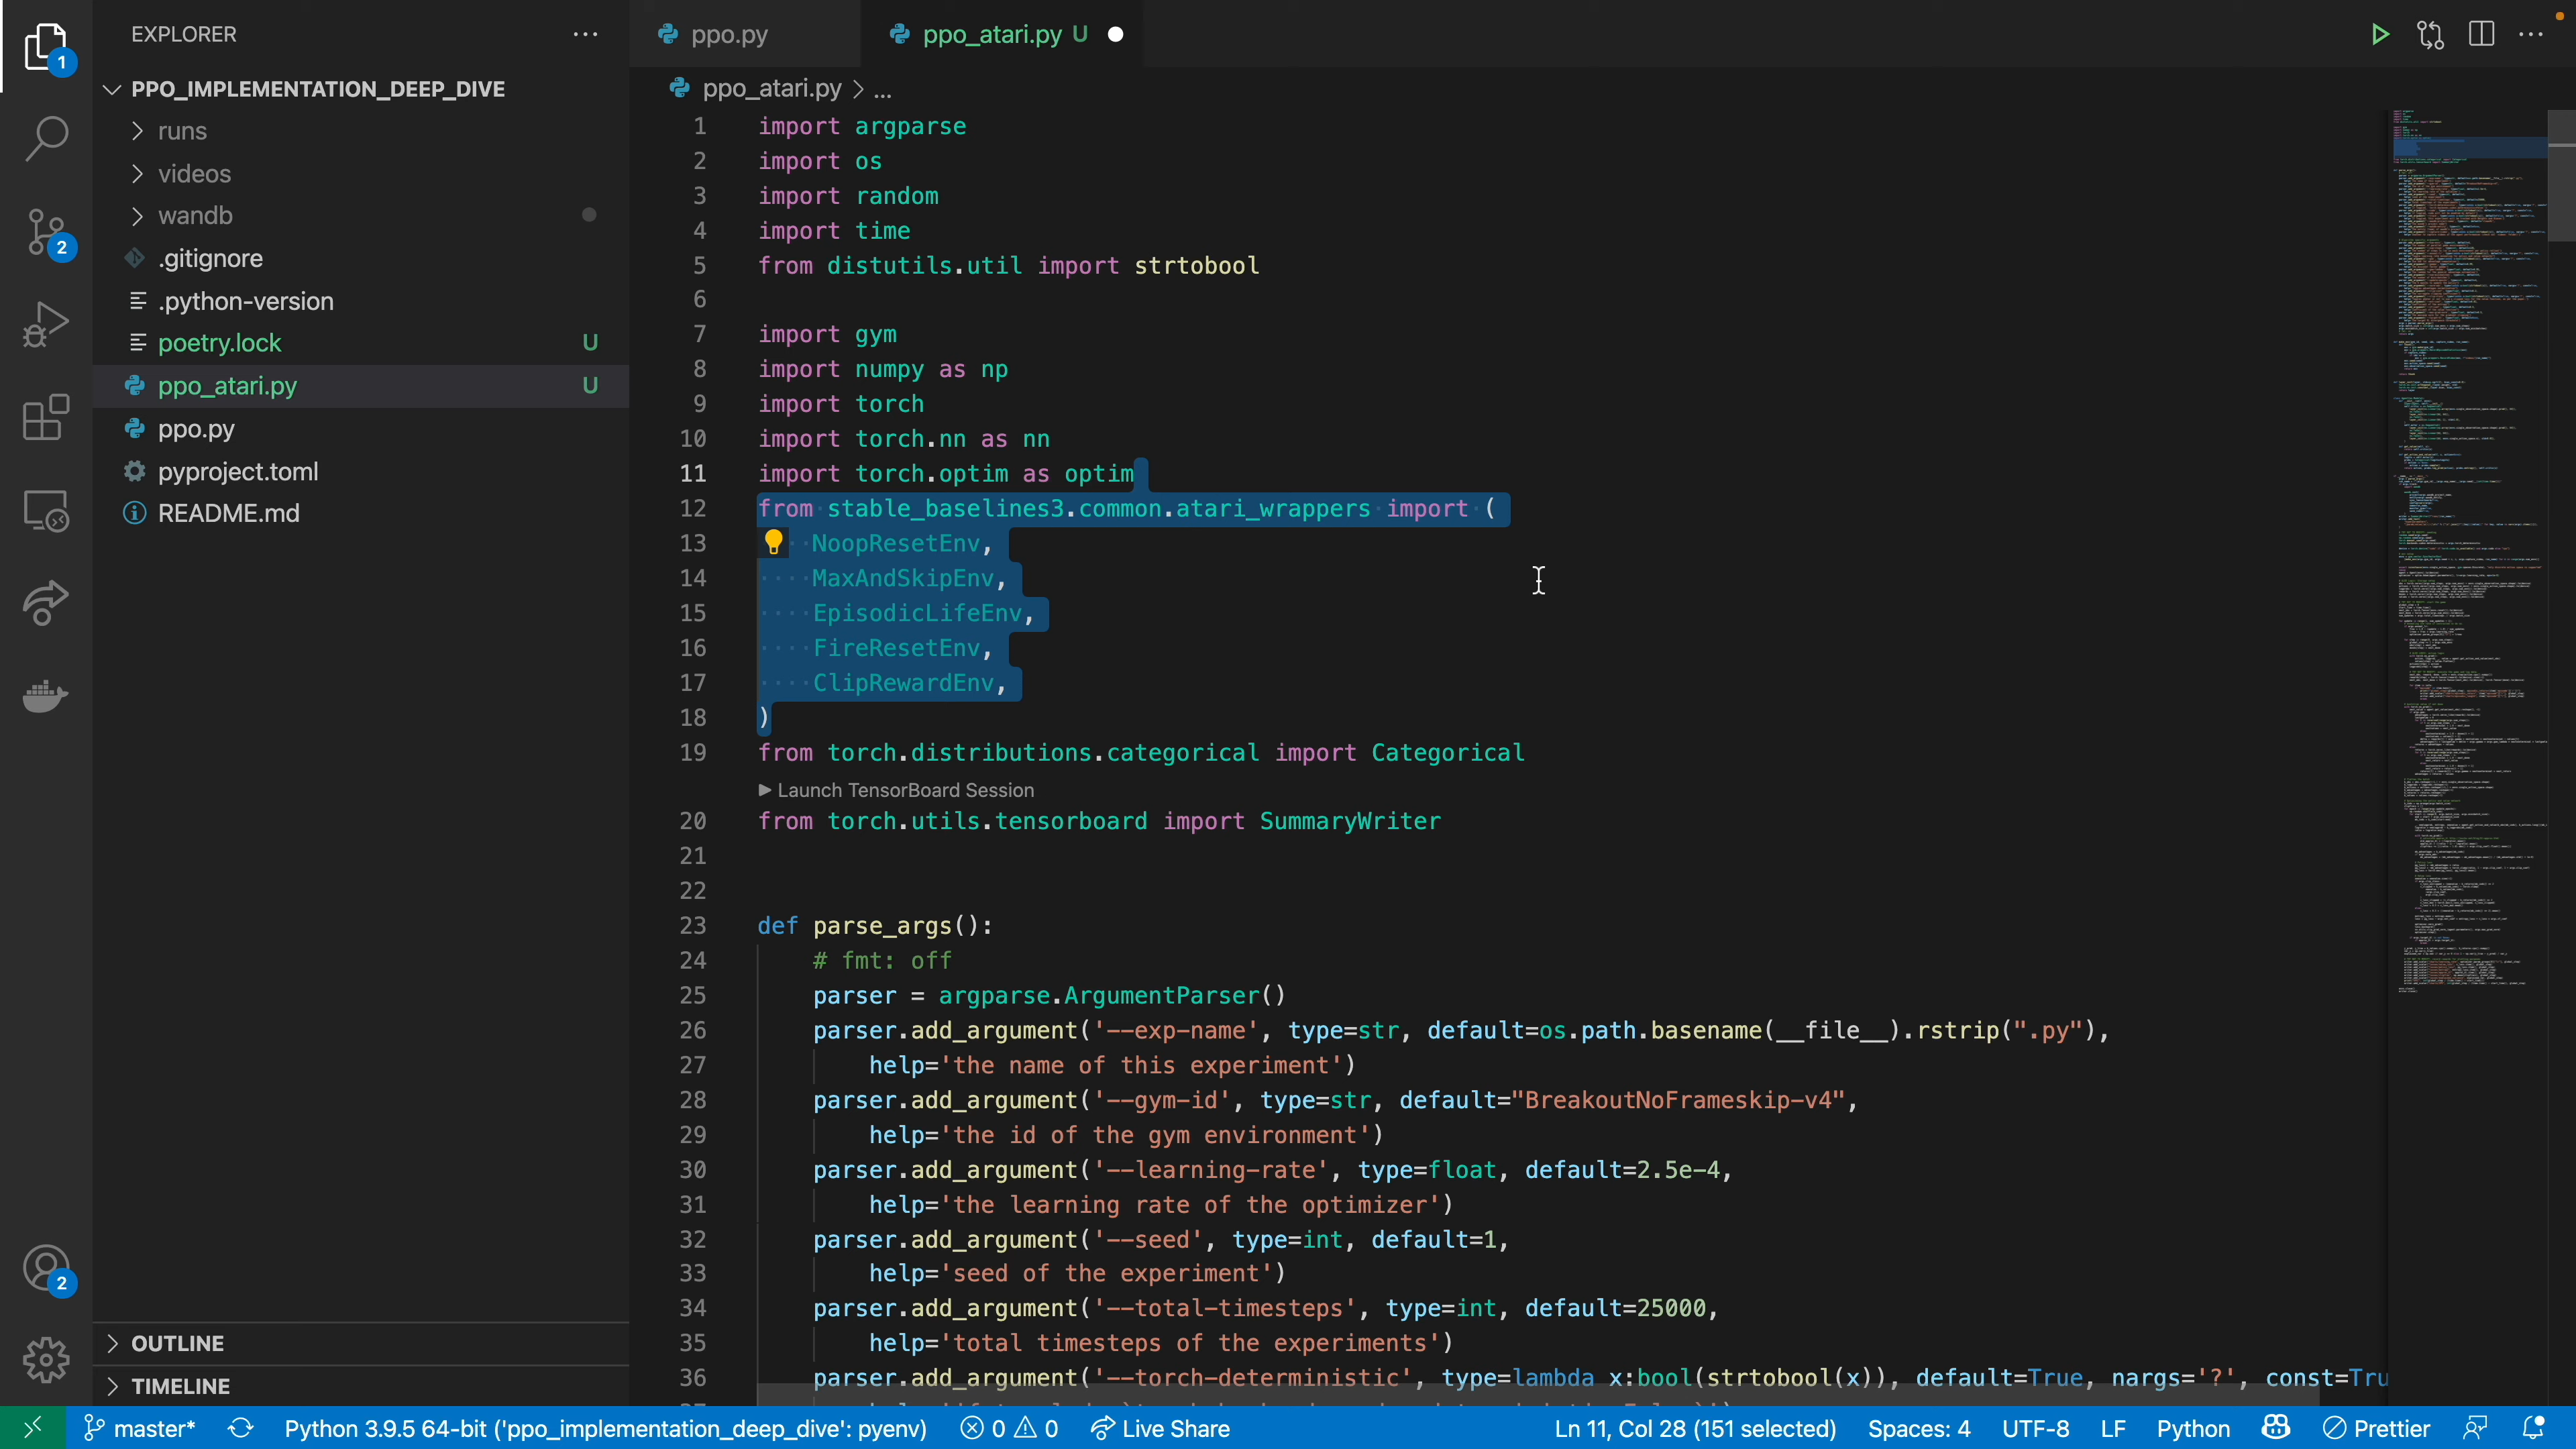 EXPLORER
ppo.py
ppo_atari.py U
1
PPO_IMPLEMENTATION_DEEP_DIVE
ppo_atari.py > ...
runs
videos
wandb
.gitignore
.python-version
poetry.lock U
ppo_atari.py U
ppo.py
pyproject.toml
README.md
2
2
OUTLINE
TIMELINE
1 import argparse
2 import os
3 import random
4 import time
5 from distutils.util import strtobool
6
7 import gym
8 import numpy as np
9 import torch
10 import torch.nn as nn
11 import torch.optim as optim
12 from stable_baselines3.common.atari_wrappers import (
13 NoopResetEnv,
14 MaxAndSkipEnv,
15 EpisodicLifeEnv,
16 FireResetEnv,
17 ClipRewardEnv,
18 )
19 from torch.distributions.categorical import Categorical
Launch TensorBoard Session
20 from torch.utils.tensorboard import SummaryWriter
21
22
23 def parse_args():
24 # fmt: off
25 parser = argparse.ArgumentParser()
26 parser.add_argument('--exp-name', type=str, default=os.path.basename(__file__).rstrip(".py"),
27 help='the name of this experiment')
28 parser.add_argument('--gym-id', type=str, default="BreakoutNoFrameskip-v4",
29 help='the id of the gym environment')
30 parser.add_argument('--learning-rate', type=float, default=2.5e-4,
31 help='the learning rate of the optimizer')
32 parser.add_argument('--seed', type=int, default=1,
33 help='seed of the experiment')
34 parser.add_argument('--total-timesteps', type=int, default=25000,
35 help='total timesteps of the experiments')
36 parser.add_argument('--torch-deterministic', type=lambda x:bool(strtobool(x)), default=True, nargs='?', const=Tru
master*
Python 3.9.5 64-bit ('ppo_implementation_deep_dive': pyenv)
0
0
Live Share
Ln 11, Col 28 (151 selected)
Spaces: 4
UTF-8
LF
Python
Prettier